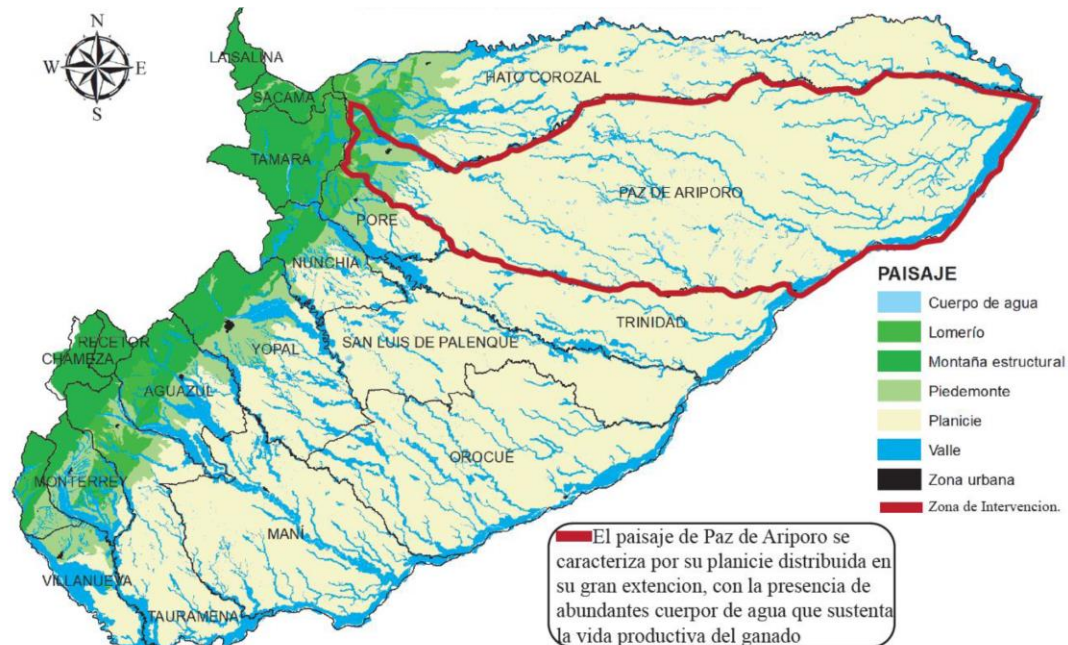 N
W E
S
LA SALINA
HATO COROZAL
SACAMA
TAMARA
PAZ DE ARIPORO
PORE
NUNCHIA
TRINIDAD
SAN LUIS DE PALENQUE
YOPAL
RECETOR
CHAMEZA
AGUAZUL
OROCUE
MONTERREY
MANÍ
VILLANUEVA
TAURAMENA
PAISAJE
Cuerpo de agua
Lomerío
Montaña estructural
Piedemonte
Planicie
Valle
Zona urbana
Zona de Intervencion.
El paisaje de Paz de Ariporo se
caracteriza por su planicie distribuida en
su gran extencion, con la presencia de
abundantes cuerpor de agua que sustenta
la vida productiva del ganado